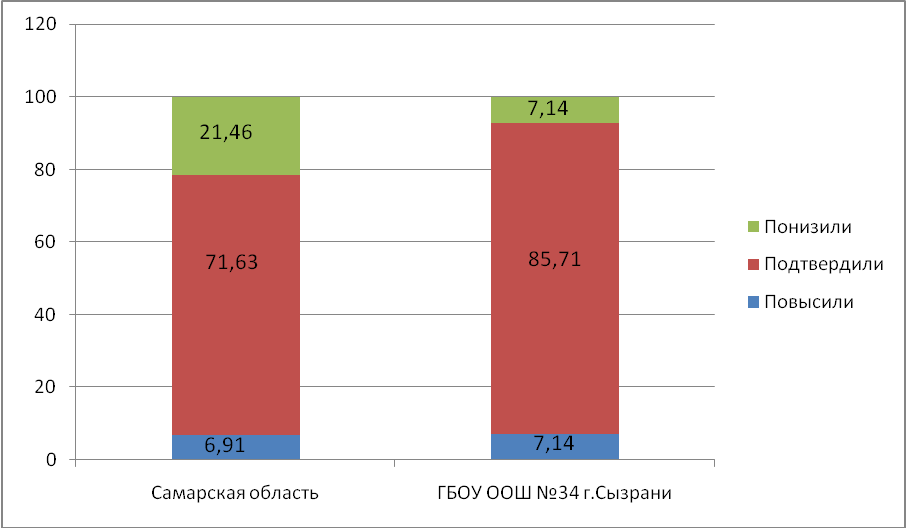 120
100
80
60
40
20
0
21,46
71,63
6,91
7,14
85,71
7,14
Самарская область
ГБОУ ООШ №34 г.Сызрани
Понизили
Подтвердили
Повысили